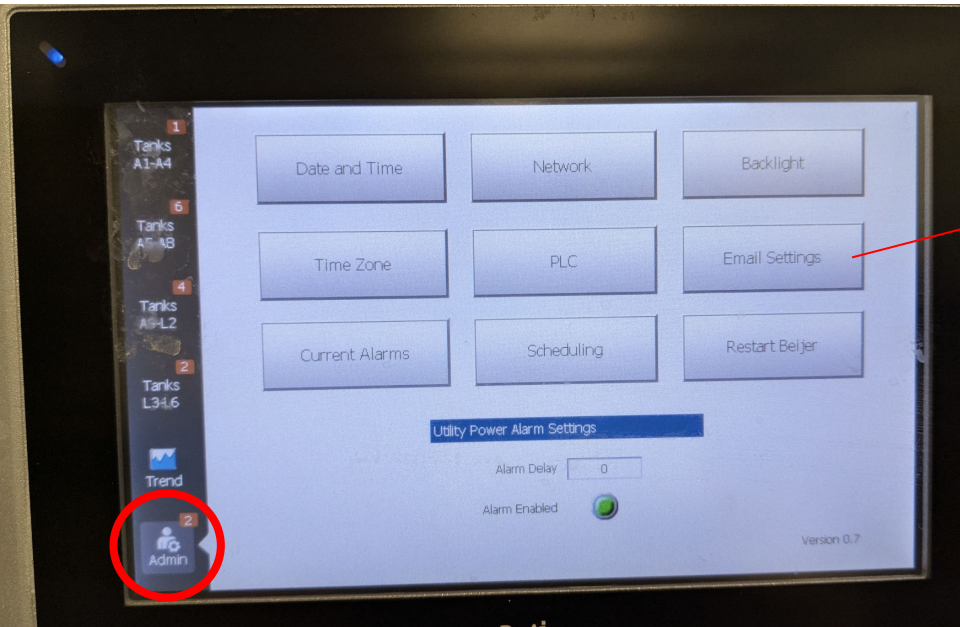 1
Tanks
A1-A4
6
Tanks
A5-A8
4
Tanks
A9-L2
2
Tanks
L3-L6
Trend
2
Admin
Date and Time
Network
Backlight
Time Zone
PLC
Email Settings
Current Alarms
Scheduling
Restart Beijer
Utility Power Alarm Settings
Alarm Delay 0
Alarm Enabled
Version 0.7